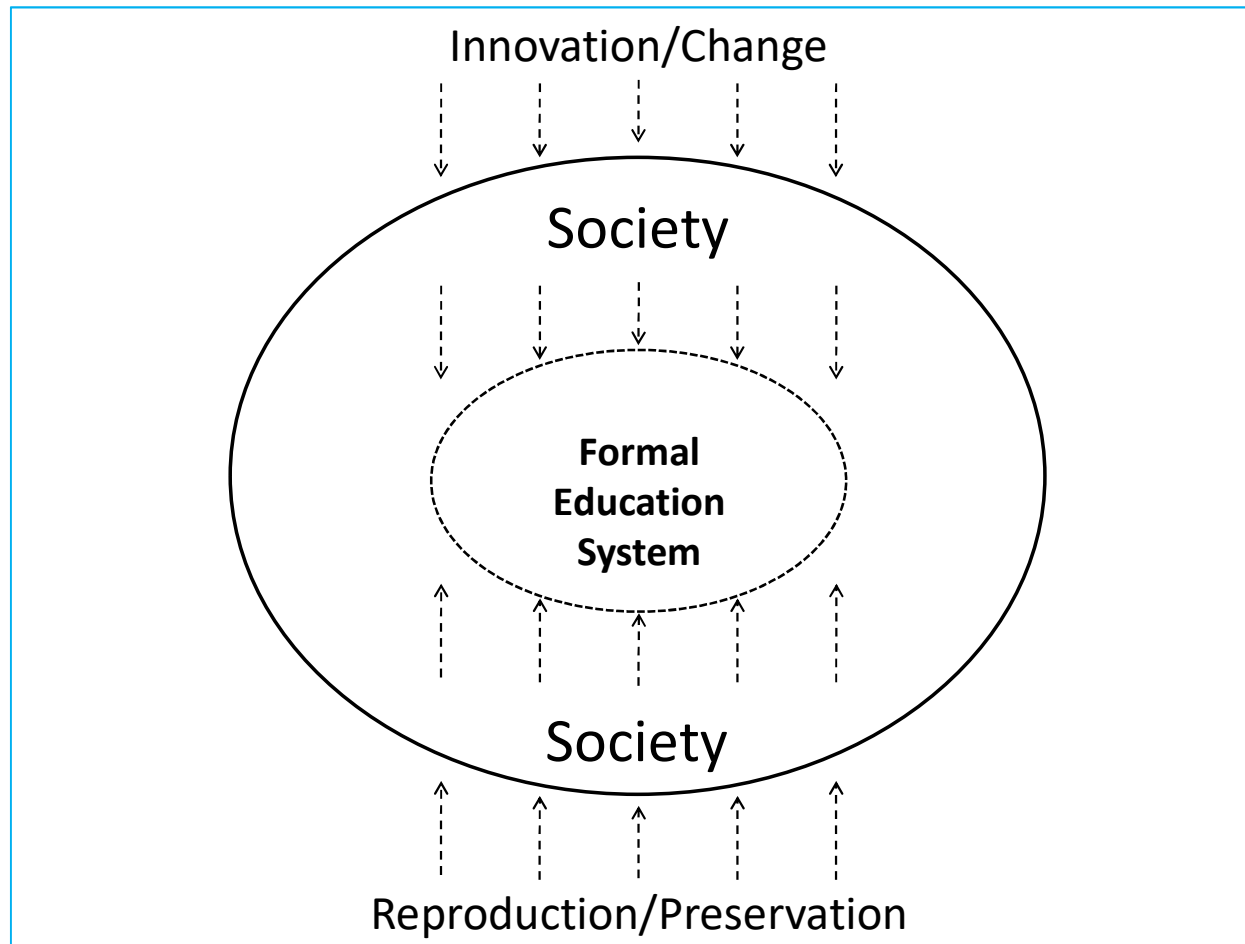 Innovation/Change
Society
Formal
Education
System
Society
Reproduction/Preservation